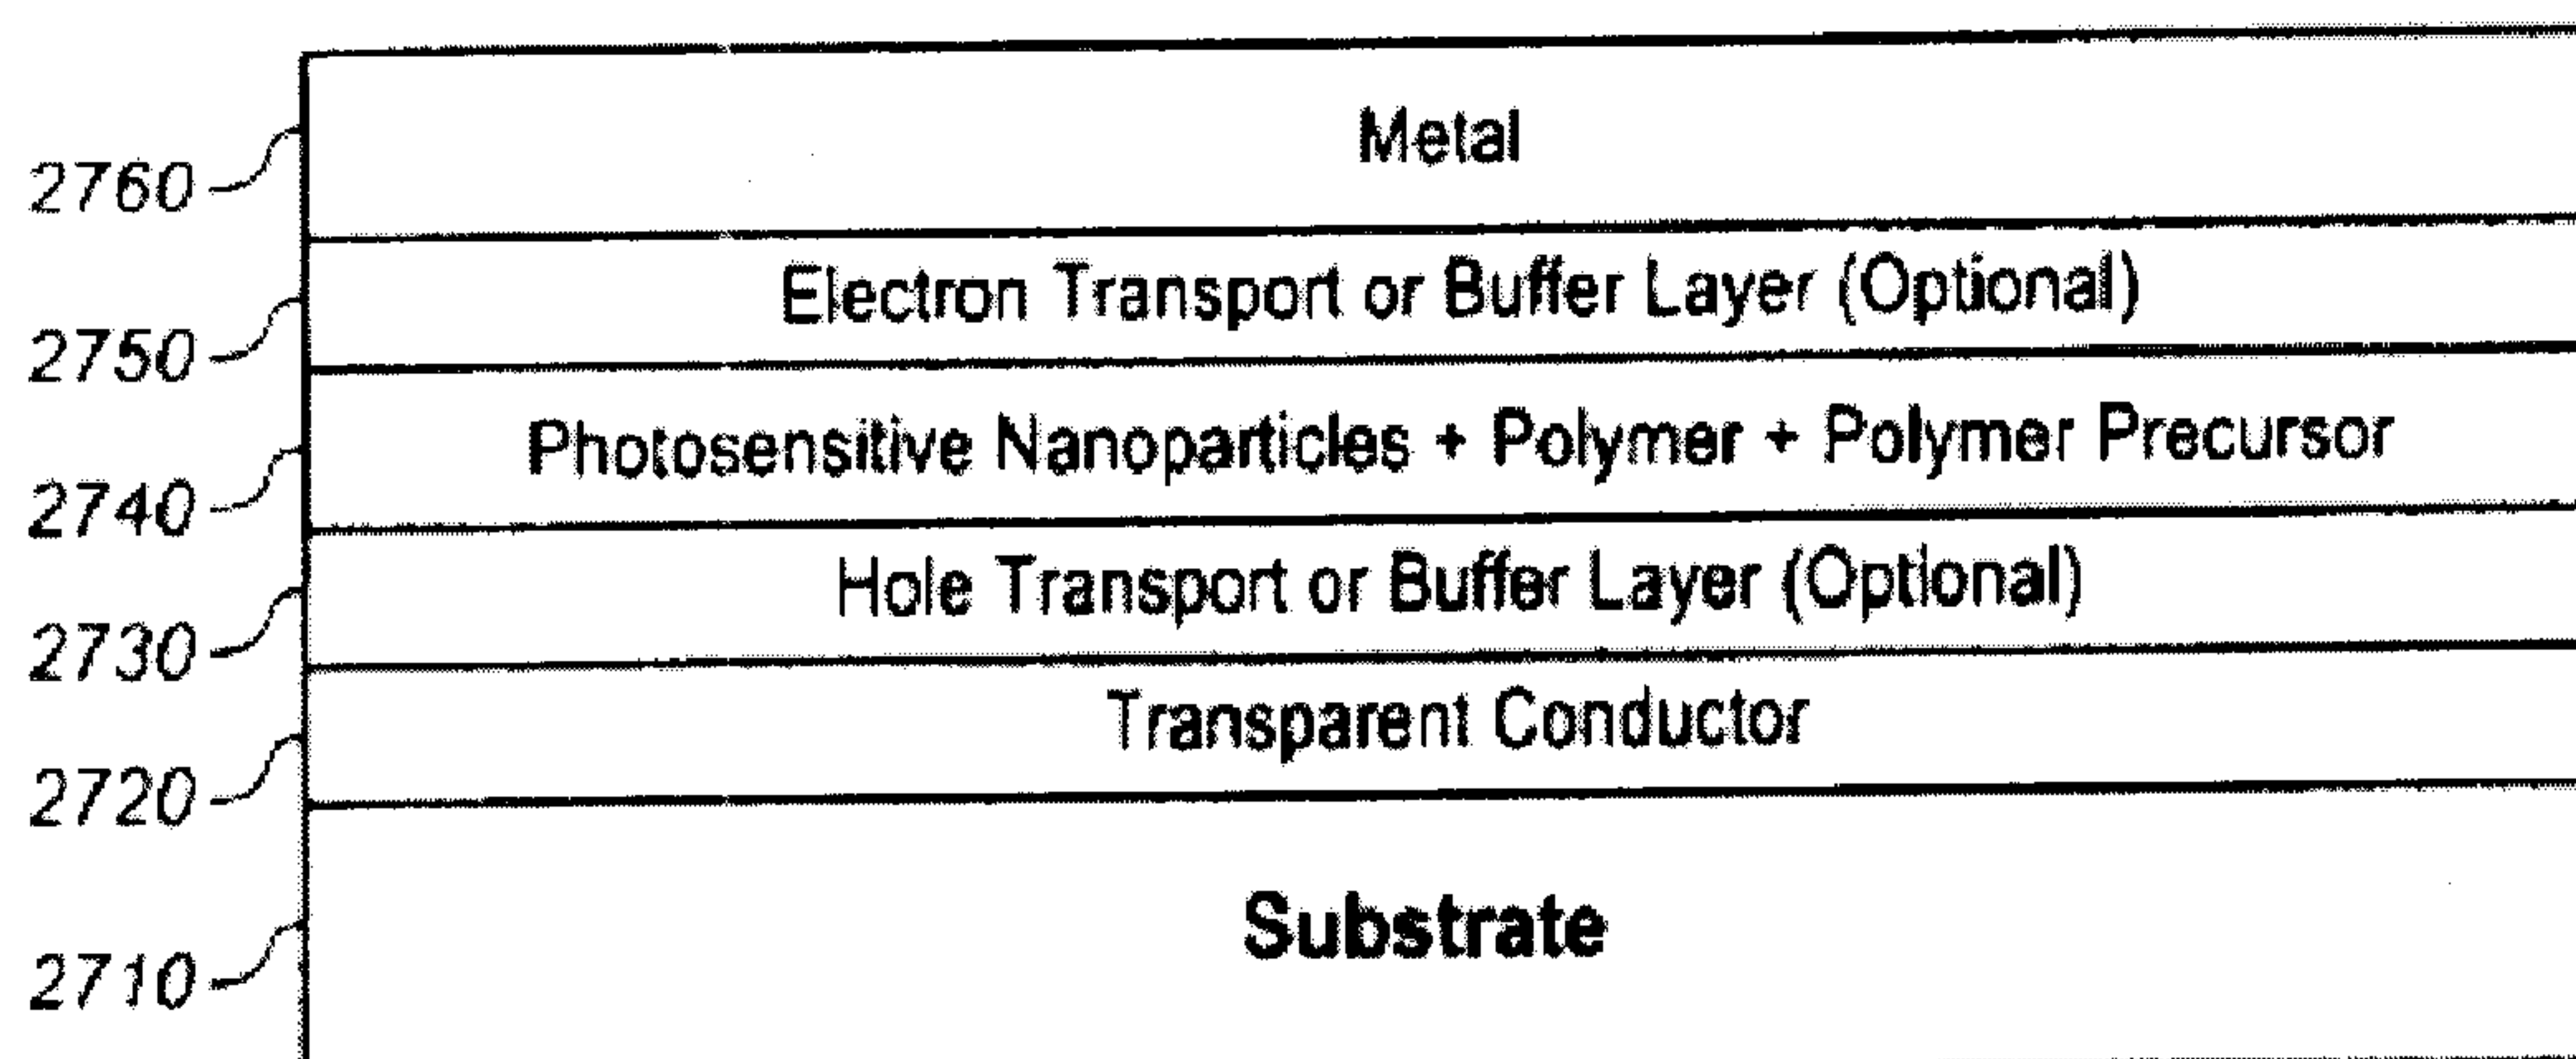 Metal
2760
Electron Transport or Buffer Layer (Optional)
2750
Photosensitive Nanoparticles + Polymer + Polymer Precursor
2740
Hole Transport or Buffer Layer (Optional)
2730
Transparent Conductor
2720
Substrate
2710